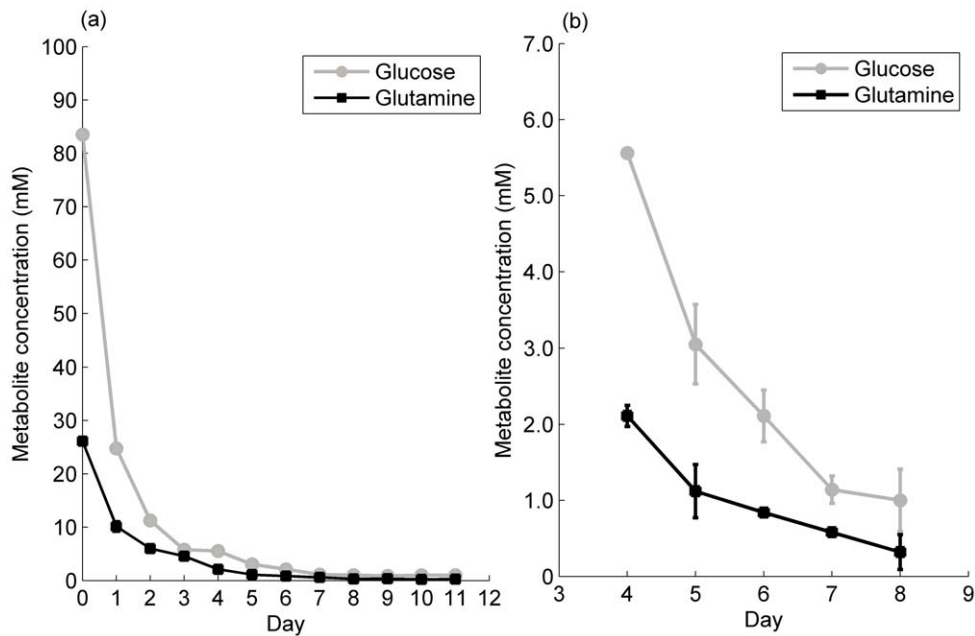 (a)
Metabolite concentration (mM)
100
90
80
70
60
50
40
30
20
10
0
Glucose
Glutamine
0 1 2 3 4 5 6 7 8 9 10 11 12
Day
(b)
Metabolite concentration (mM)
7.0
6.0
5.0
4.0
3.0
2.0
1.0
0
Glucose
Glutamine
3 4 5 6 7 8 9
Day